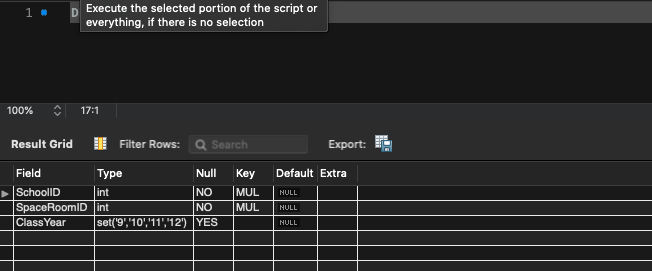 Execute the selected portion of the script or
1 D everything, if there is no selection
100% 17:1
Result Grid Filter Rows: Search Export:
Field Type Null Key Default Extra
SchoolID int NO MUL NULL
SpaceRoomID int NO MUL NULL
ClassYear set('9','10','11','12') YES NULL